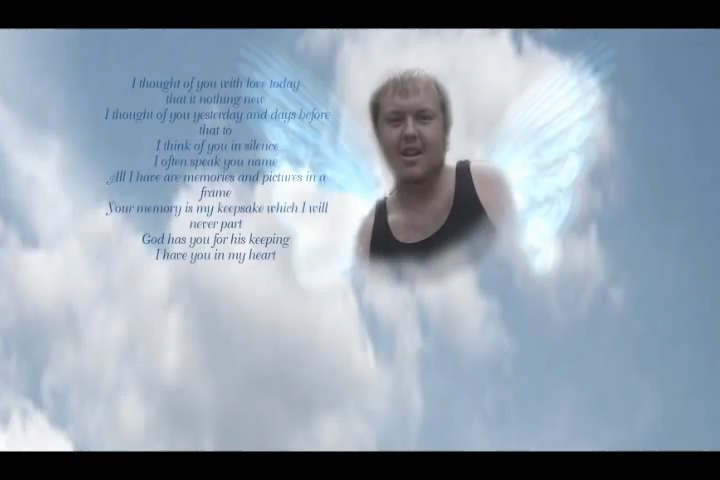 I thought of you with love today
that it nothing new
I thought of you yesterday and days before
that to
I think of you in silence
I often speak you name
All I have are memories and pictures in a
frame
Your memory is my keepsake which I will
never part
God has you for his keeping
I have you in my heart